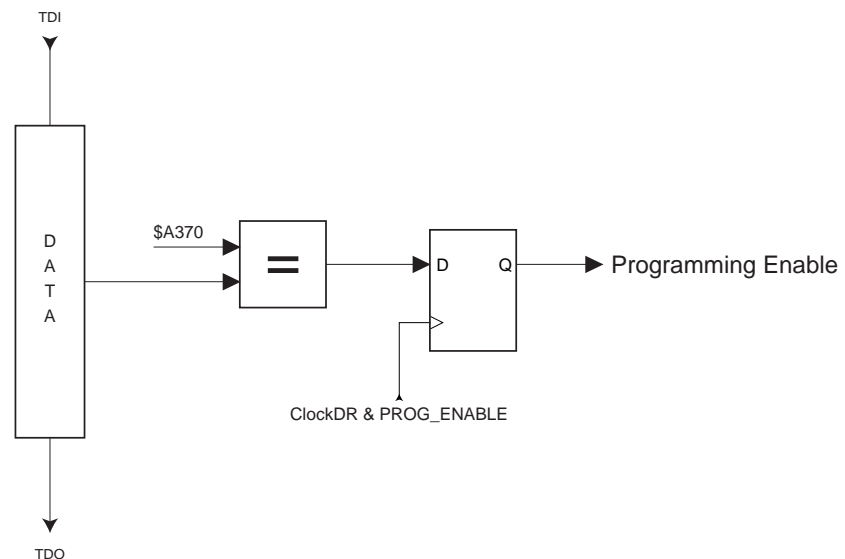 TDI
D
A
T
A
$A370
=
D Q
Programming Enable
ClockDR & PROG_ENABLE
TDO